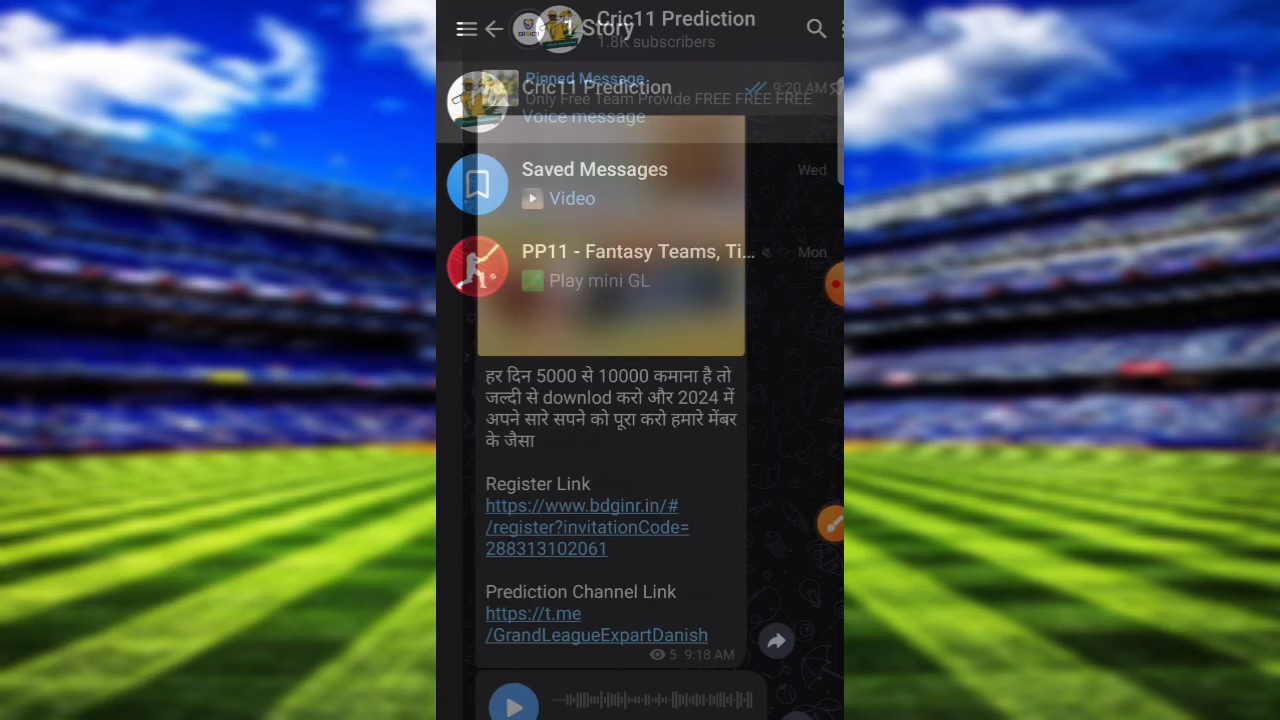 Cric11 Prediction
1 Story
1.8K subscribers
Pinned Message
Cric11 Prediction
9:20 AM
Only Free Team Provide FREE FREE FREE
Voice message
Saved Messages
Wed
Video
PP11 - Fantasy Teams, Ti...
Mon
Play mini GL
हर दिन 5000 से 10000 कमाना है तो
जल्दी से downlod करो और 2024 में
अपने सारे सपने को पूरा करो हमारे मेंबर
के जैसा
Register Link
https://www.bdginr.in/#
/register?invitationCode=
288313102061
Prediction Channel Link
https://t.me
/GrandLeagueExpartDanish
5 9:18 AM